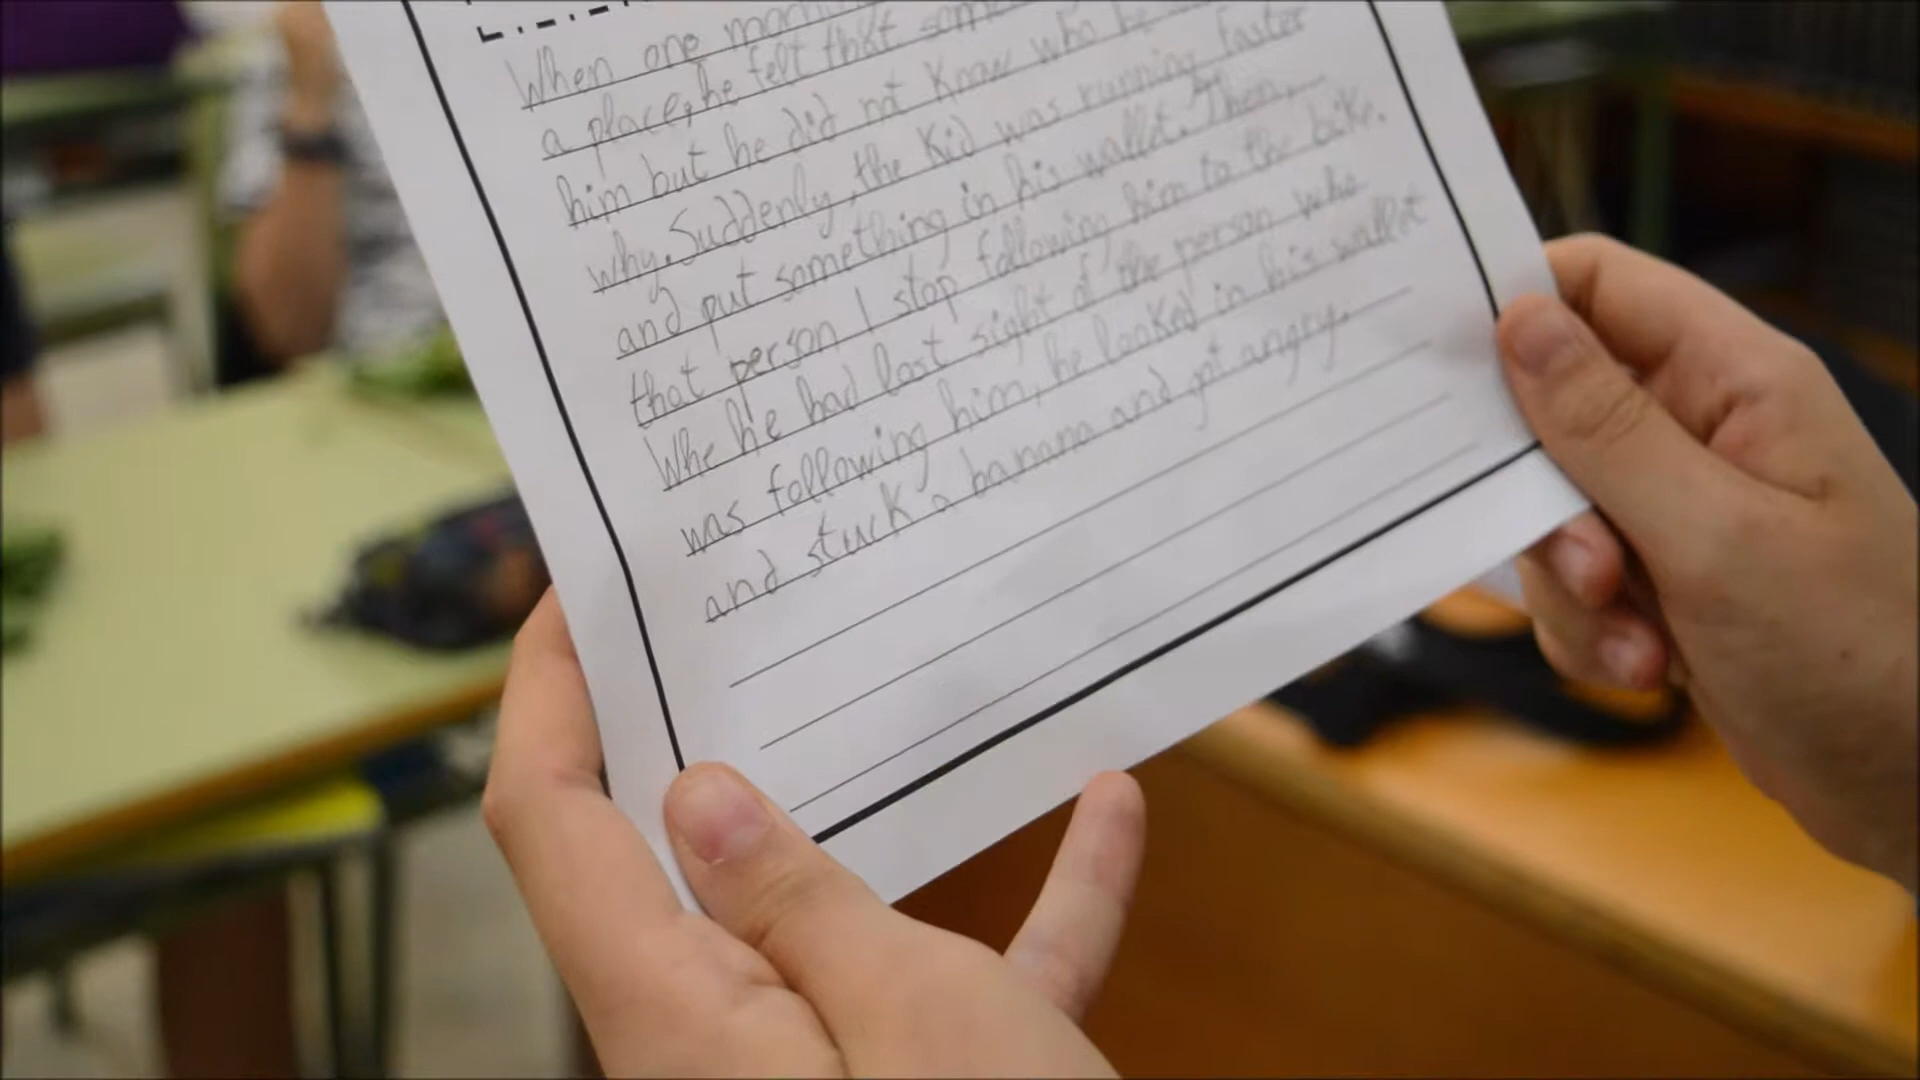 When one
a place, he felt that
him but he did not know who he
why. Suddenly, the kid was running faster
and put something in his wallet. Then,
that person I stop following him to the bike.
Whe he had lost sight of the person who
was following him, he looked in his wallet
and stuck a banana and got angry.